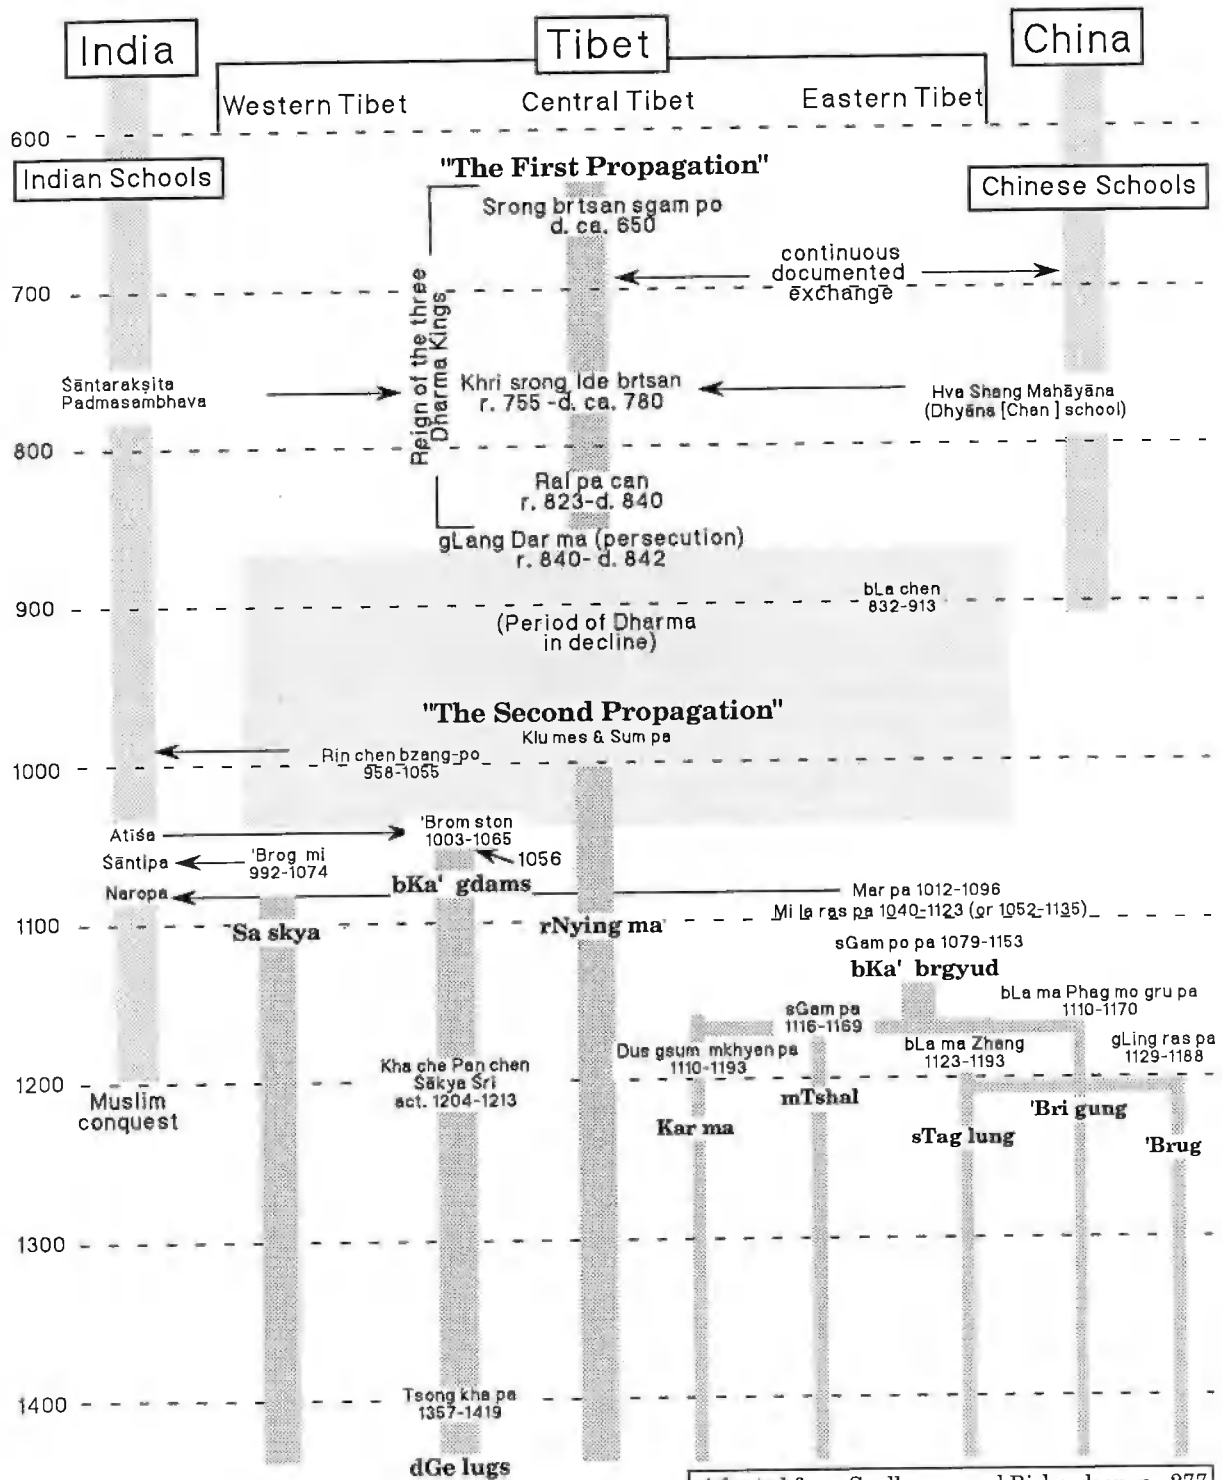 India
Tibet
China
Western Tibet
Central Tibet
Eastern Tibet
600
"The First Propagation"
Indian Schools
Chinese Schools
Srong brtsan sgam po
d. ca. 650
Reign of the three
Dharma Kings
continuous
documented
exchange
700
Śāntarakṣita
Padmasambhava
Khri srong lde brtsan
r. 755 -d. ca. 780
Hva Shang Mahāyāna
(Dhyāna [Chan ] school)
800
Ral pa can
r. 823-d. 840
gLang Dar ma (persecution)
r. 840- d. 842
bLa chen
832-913
900
(Period of Dharma
in decline)
"The Second Propagation"
Klu mes & Sum pa
Rin chen bzang-po
958-1055
1000
Atīśa
'Brom ston
1003-1065
Śāntipa
'Brog mi
992-1074
1056
Naropa
bKa' gdams
Mar pa 1012-1096
Mi la ras pa 1040-1123 (or 1052-1135)
1100
Sa skya
rNying ma
sGam po pa 1079-1153
bKa' brgyud
bLa ma Phag mo gru pa
1110-1170
sGam pa
1116-1169
Dus gsum mkhyen pa
1110-1193
bLa ma Zhang
1123-1193
gLing ras pa
1129-1188
Kha che Pan chen
Śākya Śri
act. 1204-1213
1200
Muslim
conquest
mTshal
'Bri gung
Kar ma
sTag lung
'Brug
1300
Tsong kha pa
1357-1419
1400
dGe lugs